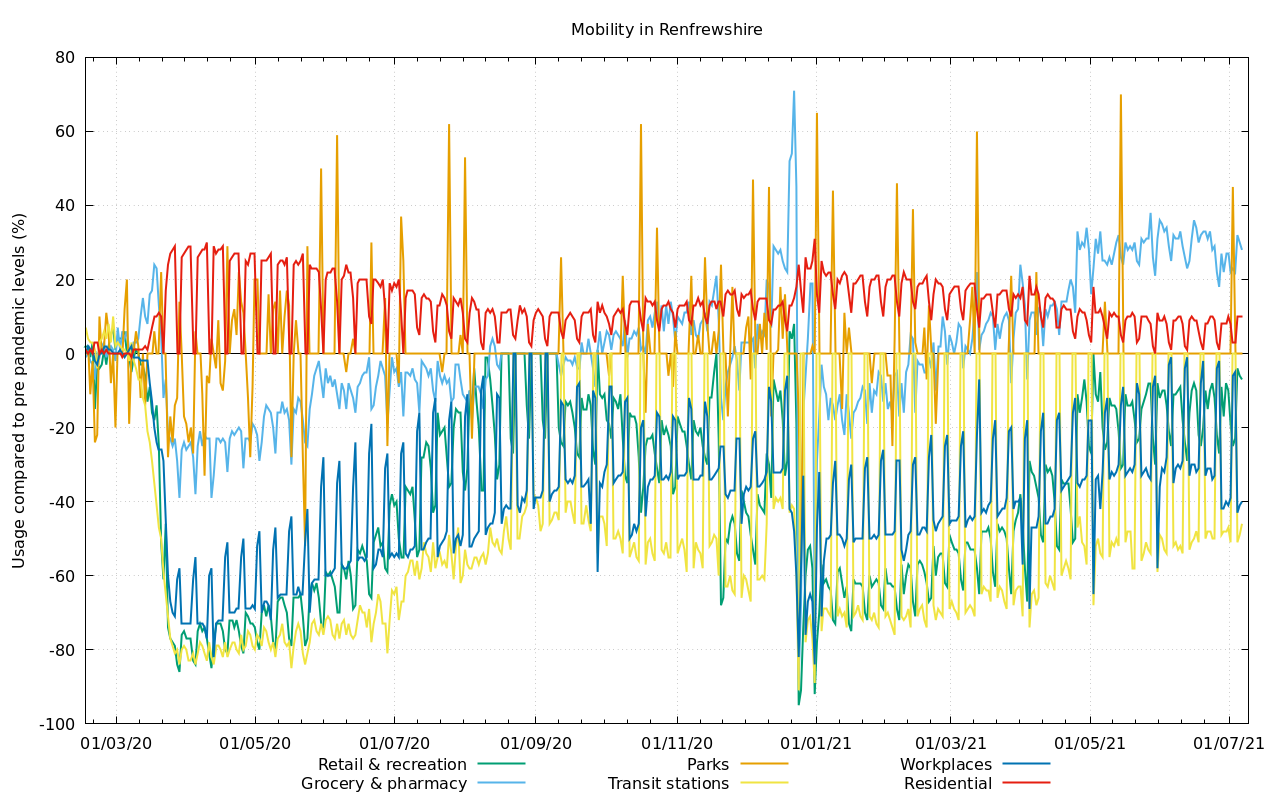 Mobility in Renfrewshire
Usage compared to pre pandemic levels (%)
80
60
40
20
0
-20
-40
-60
-80
-100
01/03/20 01/05/20 01/07/20 01/09/20 01/11/20 01/01/21 01/03/21 01/05/21 01/07/21
Retail & recreation Parks Workplaces
Grocery & pharmacy Transit stations Residential